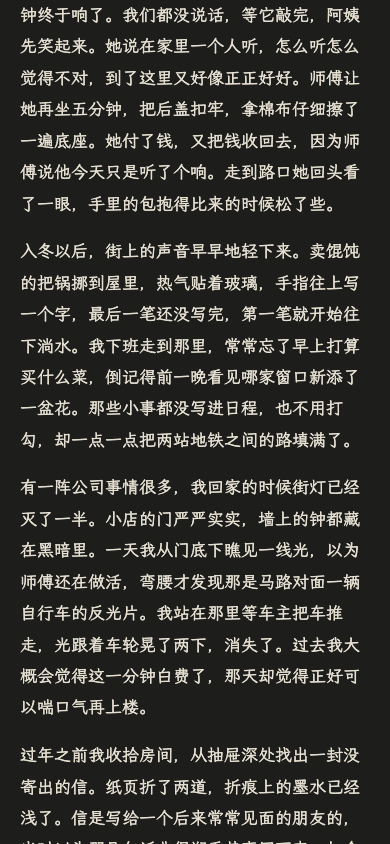 钟终于响了。我们都没说话，等它敲完，阿姨
先笑起来。她说在家里一个人听，怎么听怎么
觉得不对，到了这里又好像正正好好。师傅让
她再坐五分钟，把后盖扣牢，拿棉布仔细擦了
一遍底座。她付了钱，又把钱收回去，因为师
傅说他今天只是听了个响。走到路口她回头看
了一眼，手里的包抱得比来的时候松了些。
入冬以后，街上的声音早早地轻下来。卖馄饨
的把锅挪到屋里，热气贴着玻璃，手指往上写
一个字，最后一笔还没写完，第一笔就开始往
下淌水。我下班走到那里，常常忘了早上打算
买什么菜，倒记得前一晚看见哪家窗口新添了
一盆花。那些小事都没写进日程，也不用打
勾，却一点一点把两站地铁之间的路填满了。
有一阵公司事情很多，我回家的时候街灯已经
灭了一半。小店的门严严实实，墙上的钟都藏
在黑暗里。一天我从门底下瞧见一线光，以为
师傅还在做活，弯腰才发现那是马路对面一辆
自行车的反光片。我站在那里等车主把车推
走，光跟着车轮晃了两下，消失了。过去我大
概会觉得这一分钟白费了，那天却觉得正好可
以喘口气再上楼。
过年之前我收拾房间，从抽屉深处找出一封没
寄出的信。纸页折了两道，折痕上的墨水已经
浅了。信是写给一个后来常常见面的朋友的，